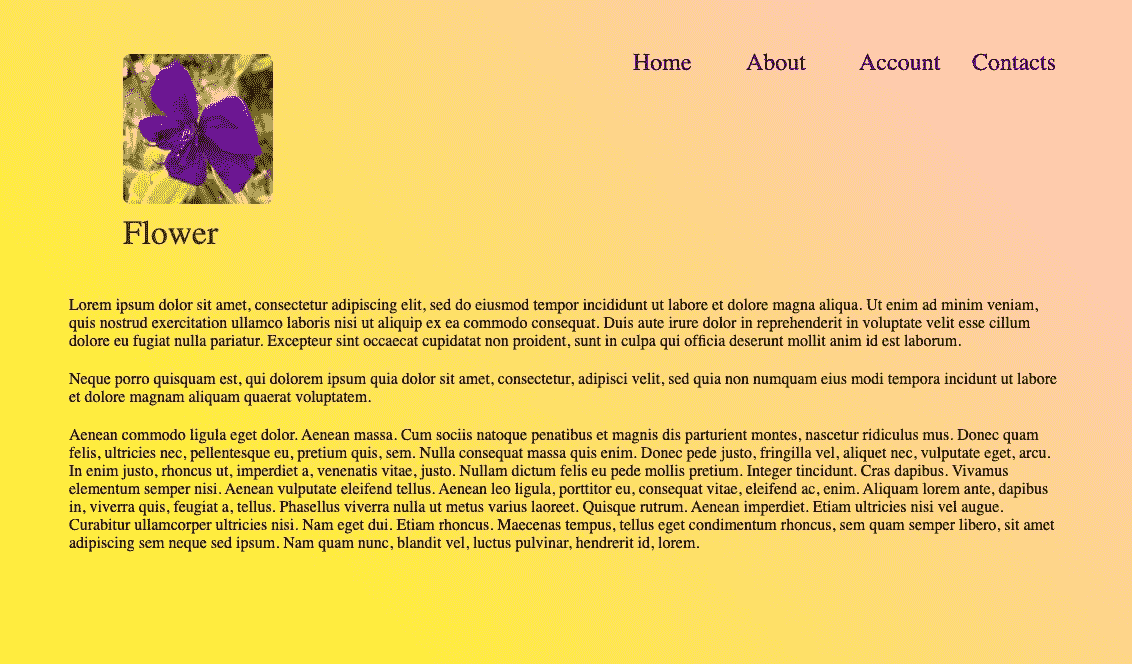 Home About Account Contacts
Flower
Lorem ipsum dolor sit amet, consectetur adipiscing elit, sed do eiusmod tempor incididunt ut labore et dolore magna aliqua. Ut enim ad minim veniam,
quis nostrud exercitation ullamco laboris nisi ut aliquip ex ea commodo consequat. Duis aute irure dolor in reprehenderit in voluptate velit esse cillum
dolore eu fugiat nulla pariatur. Excepteur sint occaecat cupidatat non proident, sunt in culpa qui officia deserunt mollit anim id est laborum.
Neque porro quisquam est, qui dolorem ipsum quia dolor sit amet, consectetur, adipisci velit, sed quia non numquam eius modi tempora incidunt ut labore
et dolore magnam aliquam quaerat voluptatem.
Aenean commodo ligula eget dolor. Aenean massa. Cum sociis natoque penatibus et magnis dis parturient montes, nascetur ridiculus mus. Donec quam
felis, ultricies nec, pellentesque eu, pretium quis, sem. Nulla consequat massa quis enim. Donec pede justo, fringilla vel, aliquet nec, vulputate eget, arcu.
In enim justo, rhoncus ut, imperdiet a, venenatis vitae, justo. Nullam dictum felis eu pede mollis pretium. Integer tincidunt. Cras dapibus. Vivamus
elementum semper nisi. Aenean vulputate eleifend tellus. Aenean leo ligula, porttitor eu, consequat vitae, eleifend ac, enim. Aliquam lorem ante, dapibus
in, viverra quis, feugiat a, tellus. Phasellus viverra nulla ut metus varius laoreet. Quisque rutrum. Aenean imperdiet. Etiam ultricies nisi vel augue.
Curabitur ullamcorper ultricies nisi. Nam eget dui. Etiam rhoncus. Maecenas tempus, tellus eget condimentum rhoncus, sem quam semper libero, sit amet
adipiscing sem neque sed ipsum. Nam quam nunc, blandit vel, luctus pulvinar, hendrerit id, lorem.